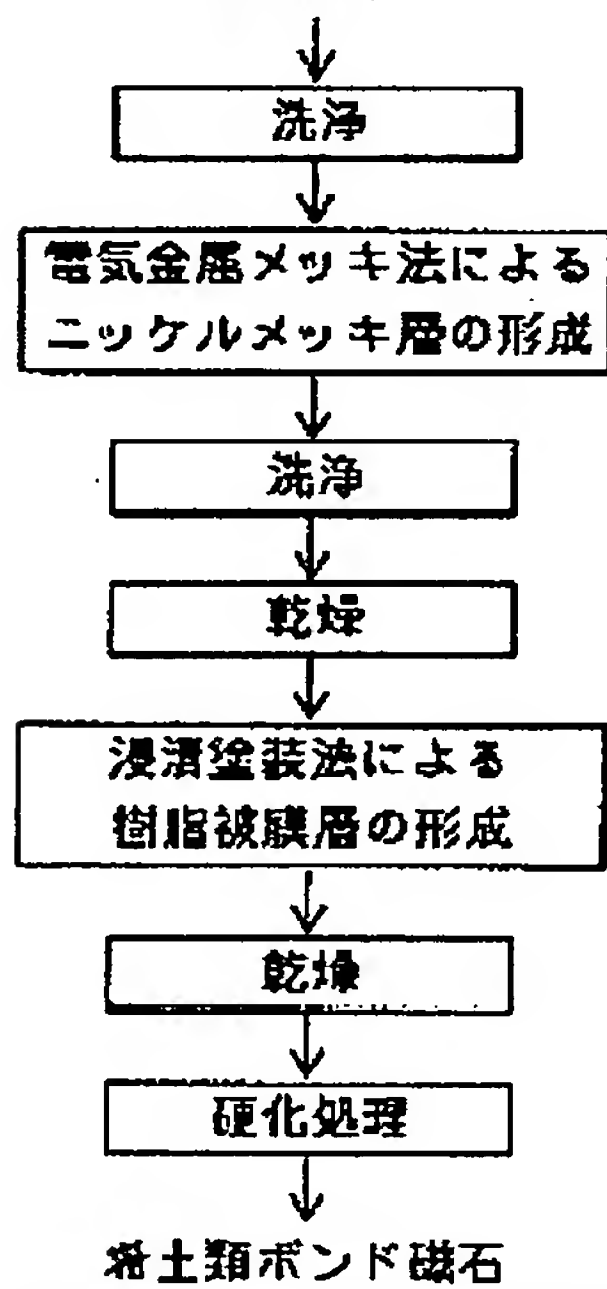 洗浄
電気金属メッキ法による
ニッケルメッキ層の形成
洗浄
乾燥
浸漬塗装法による
樹脂被膜層の形成
乾燥
硬化処理
希土類ボンド磁石